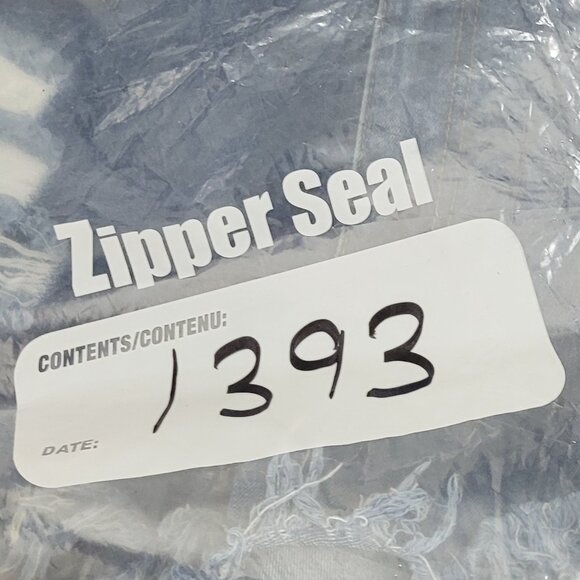 Zipper Seal
CONTENTS/CONTENU:
1393
DATE: